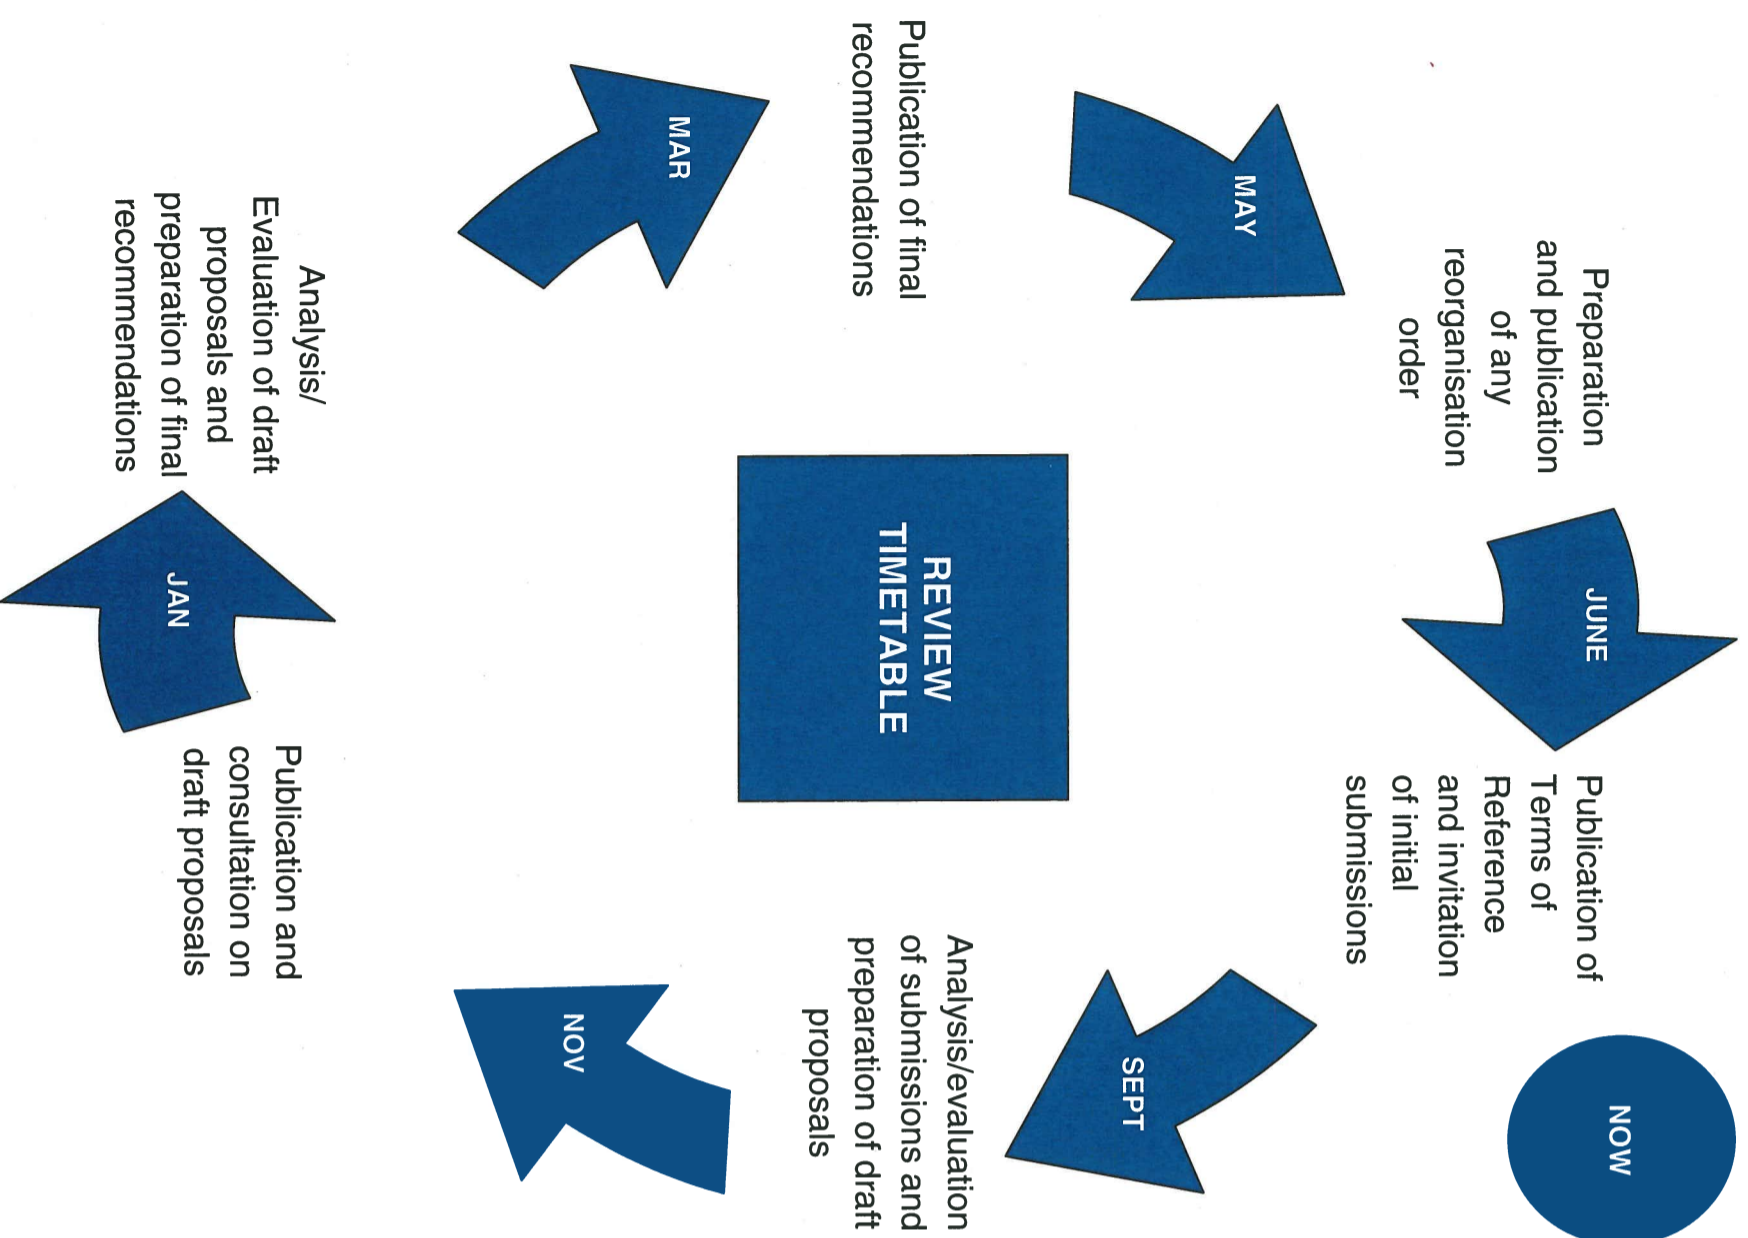 NOW
JUNE
Publication of
Terms of
Reference
and invitation
of initial
submissions
SEPT
Analysis/evaluation
of submissions and
preparation of draft
proposals
NOV
Publication and
consultation on
draft proposals
JAN
Analysis/
Evaluation of draft
proposals and
preparation of final
recommendations
MAR
Publication of final
recommendations
MAY
Preparation
and publication
of any
reorganisation
order
REVIEW
TIMETABLE